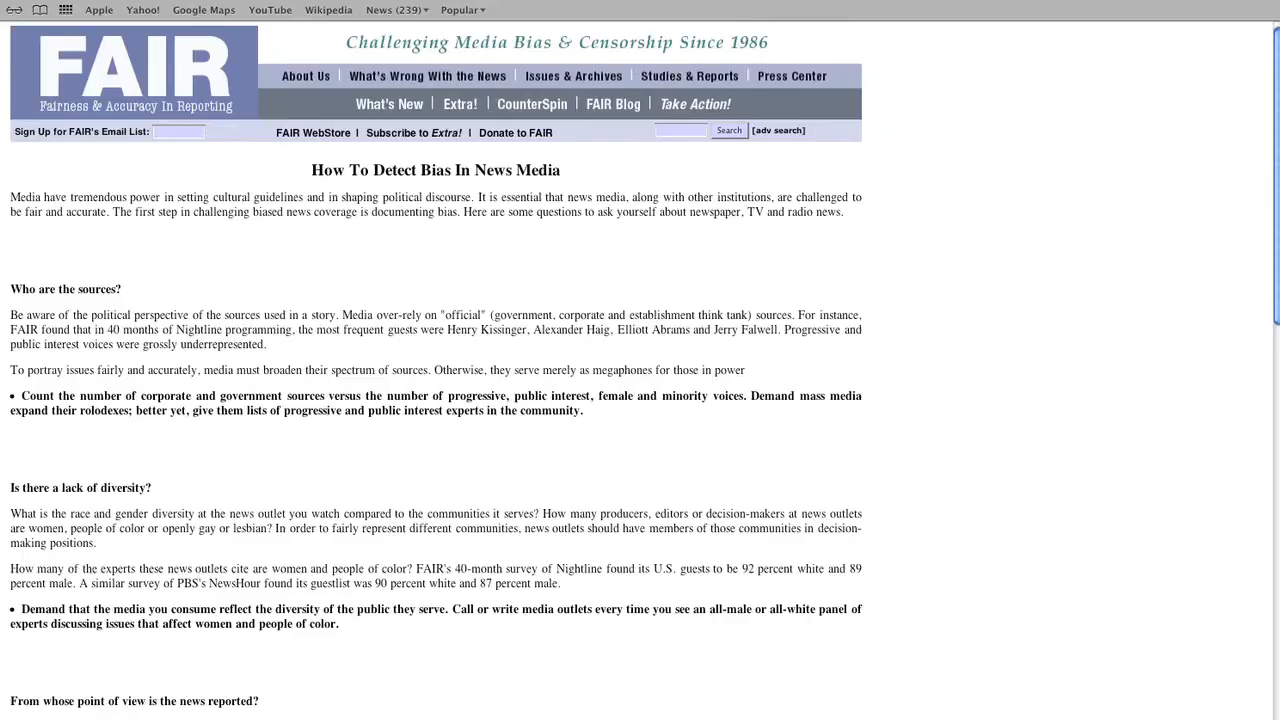 Apple Yahoo! Google Maps YouTube Wikipedia News (239) Popular
FAIR
Fairness & Accuracy In Reporting
Challenging Media Bias & Censorship Since 1986
About Us | What's Wrong With the News | Issues & Archives | Studies & Reports | Press Center
What's New | Extra! | CounterSpin | FAIR Blog | Take Action!
Sign Up for FAIR's Email List: FAIR WebStore | Subscribe to Extra! | Donate to FAIR Search [adv search]
How To Detect Bias In News Media
Media have tremendous power in setting cultural guidelines and in shaping political discourse. It is essential that news media, along with other institutions, are challenged to
be fair and accurate. The first step in challenging biased news coverage is documenting bias. Here are some questions to ask yourself about newspaper, TV and radio news.
Who are the sources?
Be aware of the political perspective of the sources used in a story. Media over-rely on "official" (government, corporate and establishment think tank) sources. For instance,
FAIR found that in 40 months of Nightline programming, the most frequent guests were Henry Kissinger, Alexander Haig, Elliott Abrams and Jerry Falwell. Progressive and
public interest voices were grossly underrepresented.
To portray issues fairly and accurately, media must broaden their spectrum of sources. Otherwise, they serve merely as megaphones for those in power
• Count the number of corporate and government sources versus the number of progressive, public interest, female and minority voices. Demand mass media
expand their rolodexes; better yet, give them lists of progressive and public interest experts in the community.
Is there a lack of diversity?
What is the race and gender diversity at the news outlet you watch compared to the communities it serves? How many producers, editors or decision-makers at news outlets
are women, people of color or openly gay or lesbian? In order to fairly represent different communities, news outlets should have members of those communities in decision-
making positions.
How many of the experts these news outlets cite are women and people of color? FAIR's 40-month survey of Nightline found its U.S. guests to be 92 percent white and 89
percent male. A similar survey of PBS's NewsHour found its guestlist was 90 percent white and 87 percent male.
• Demand that the media you consume reflect the diversity of the public they serve. Call or write media outlets every time you see an all-male or all-white panel of
experts discussing issues that affect women and people of color.
From whose point of view is the news reported?